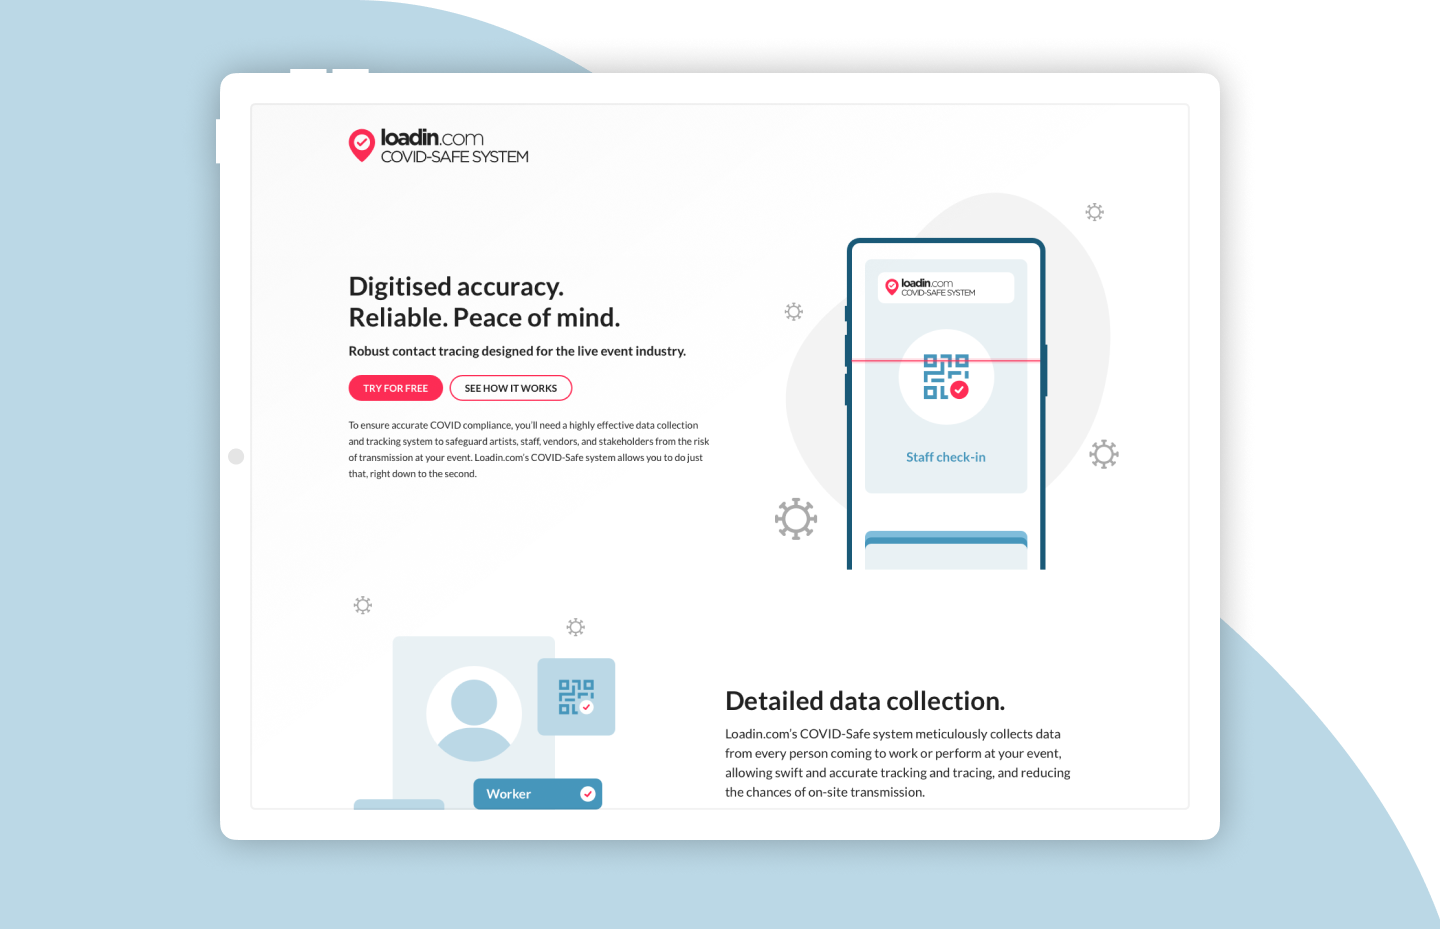 loadin.com
COVID-SAFE SYSTEM
Digitised accuracy.
Reliable. Peace of mind.
Robust contact tracing designed for the live event industry.
TRY FOR FREE
SEE HOW IT WORKS
To ensure accurate COVID compliance, you'll need a highly effective data collection
and tracking system to safeguard artists, staff, vendors, and stakeholders from the risk
of transmission at your event. Loadin.com's COVID-Safe system allows you to do just
that, right down to the second.
loadin.com
COVID-SAFE SYSTEM
Staff check-in
Worker
Detailed data collection.
Loadin.com's COVID-Safe system meticulously collects data
from every person coming to work or perform at your event,
allowing swift and accurate tracking and tracing, and reducing
the chances of on-site transmission.